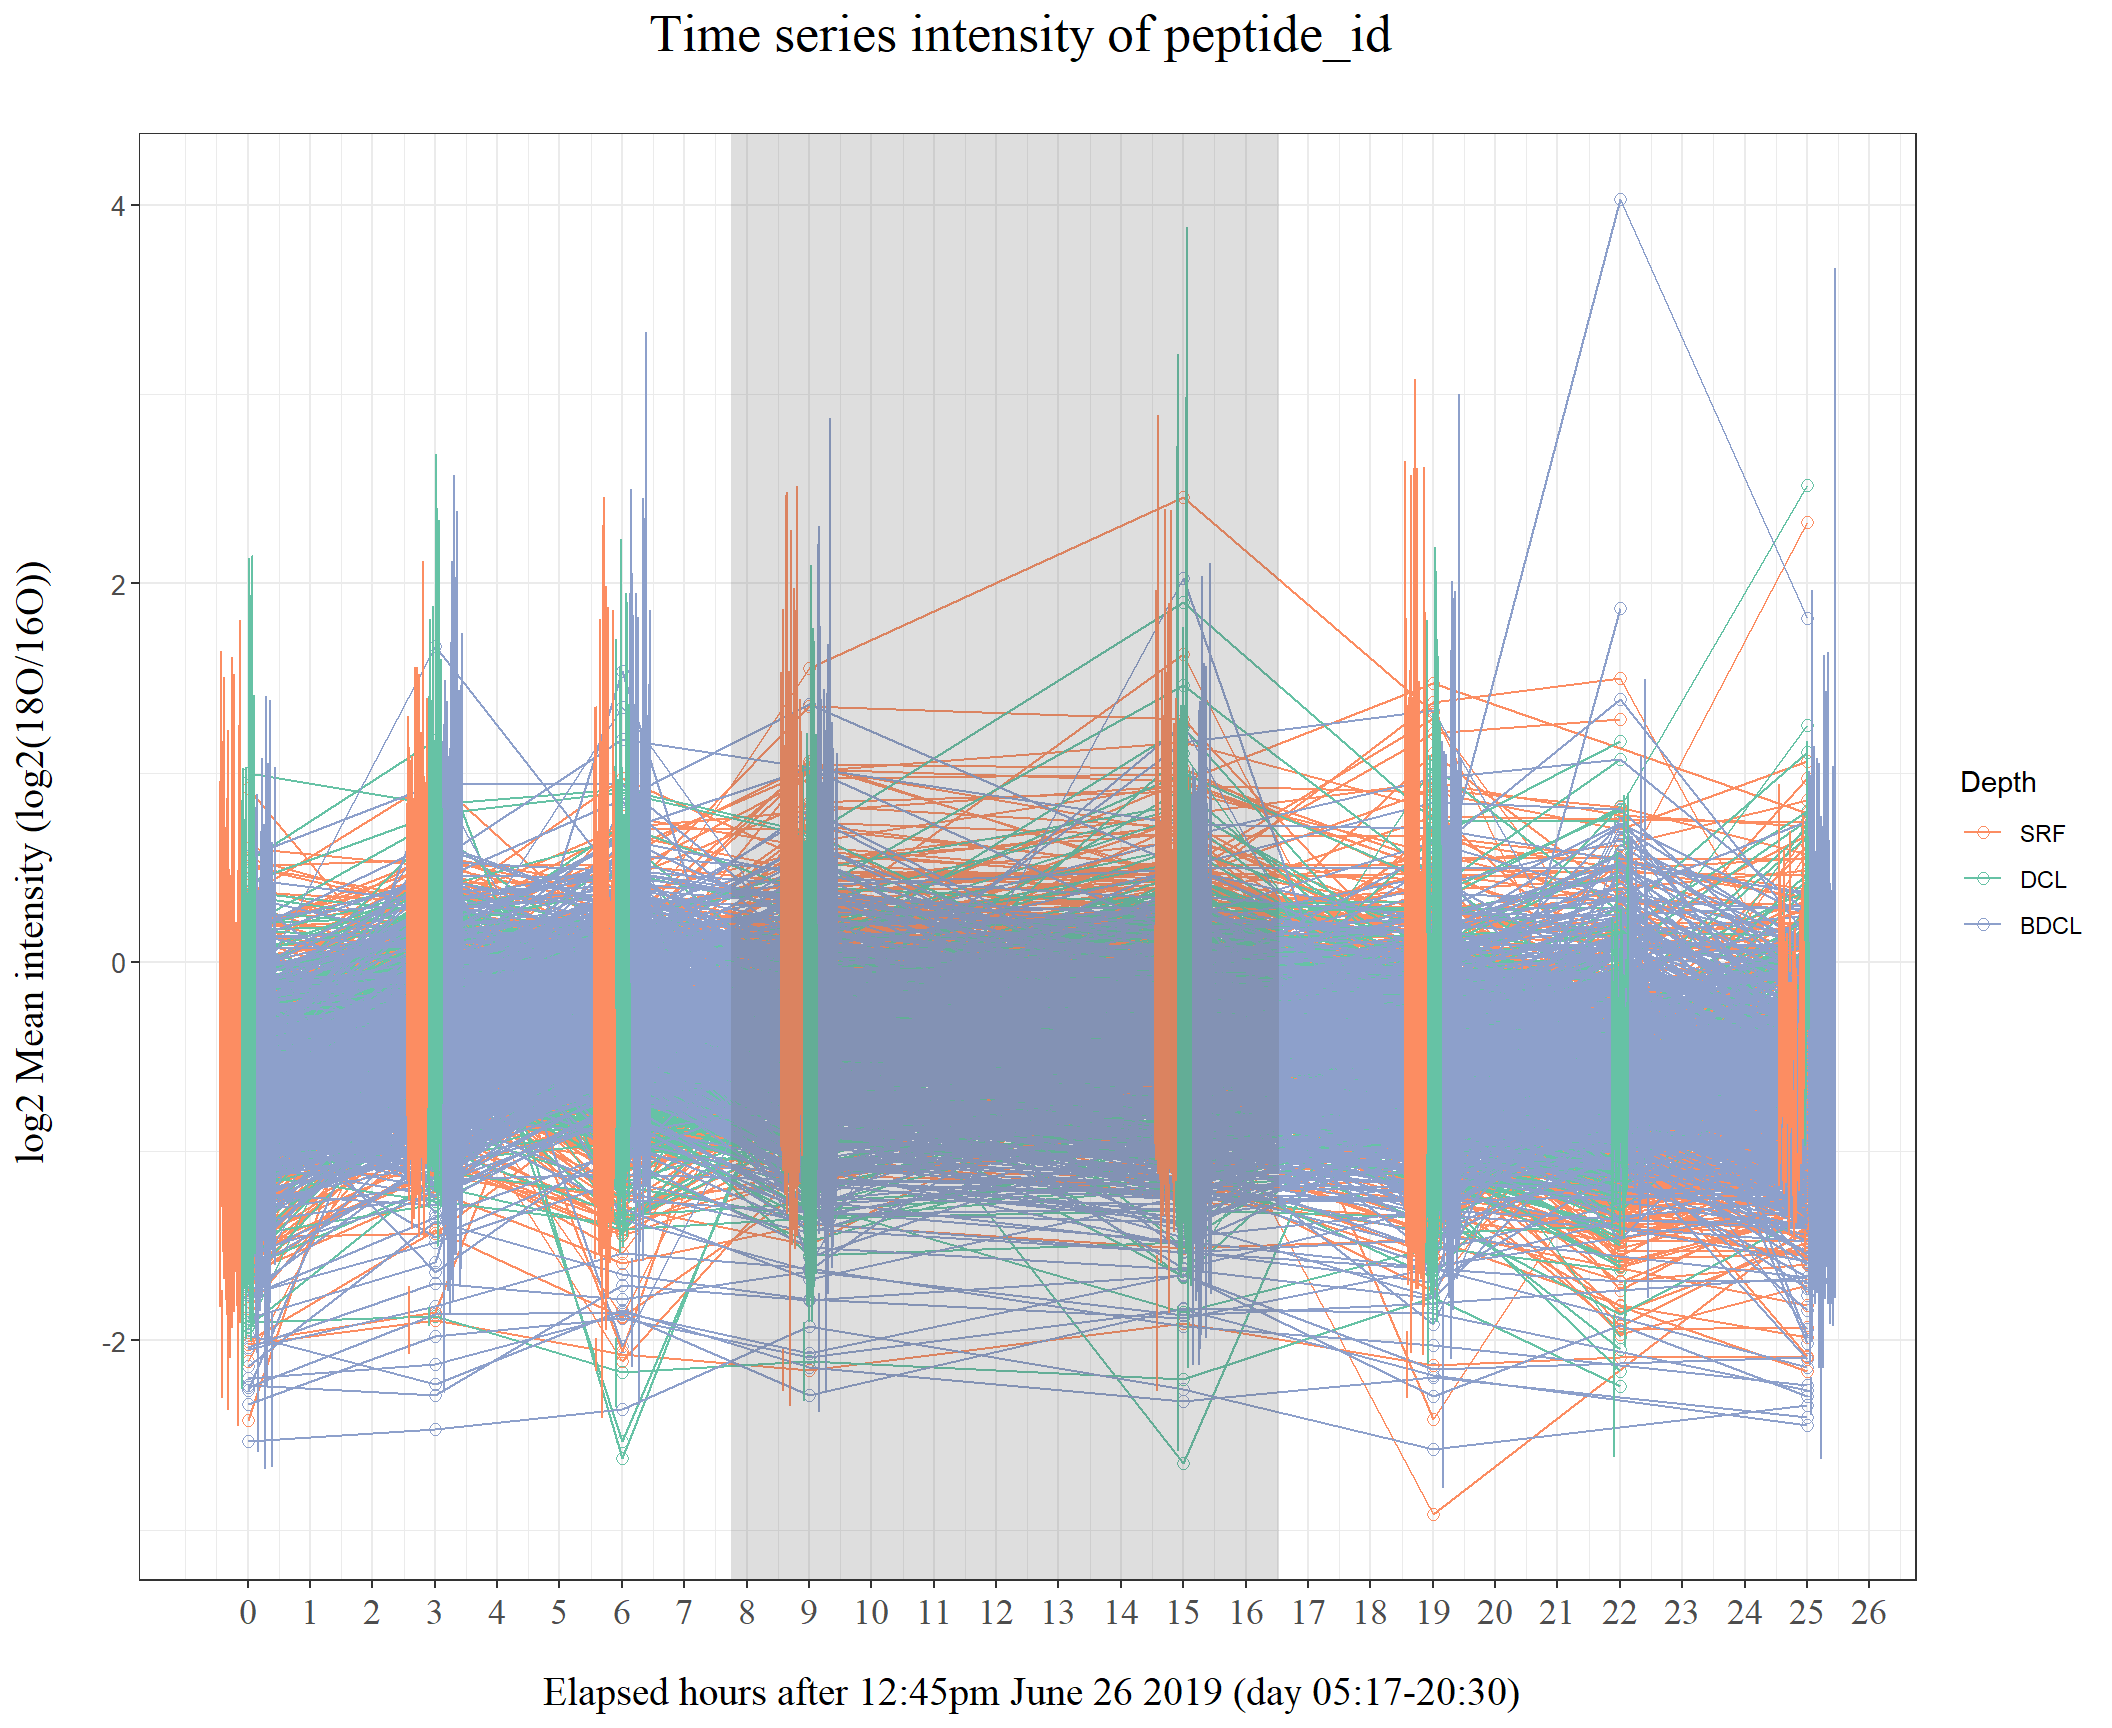 Time series intensity of peptide_id
log2 Mean intensity (log2(18O/16O))
4
2
0
-2
0 1 2 3 4 5 6 7 8 9 10 11 12 13 14 15 16 17 18 19 20 21 22 23 24 25 26
Elapsed hours after 12:45pm June 26 2019 (day 05:17-20:30)
Depth
SRF
DCL
BDCL